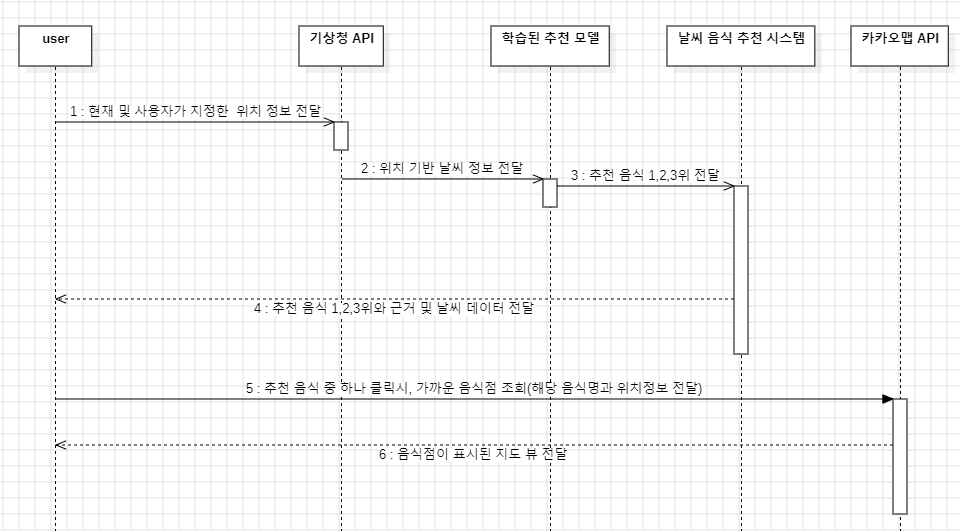 user
기상청 API
학습된 추천 모델
날씨 음식 추천 시스템
카카오맵 API
1 : 현재 및 사용자가 지정한 위치 정보 전달
2 : 위치 기반 날씨 정보 전달
3 : 추천 음식 1,2,3위 전달
4 : 추천 음식 1,2,3위와 근거 및 날씨 데이터 전달
5 : 추천 음식 중 하나 클릭시, 가까운 음식점 조회(해당 음식명과 위치정보 전달)
6 : 음식점이 표시된 지도 뷰 전달